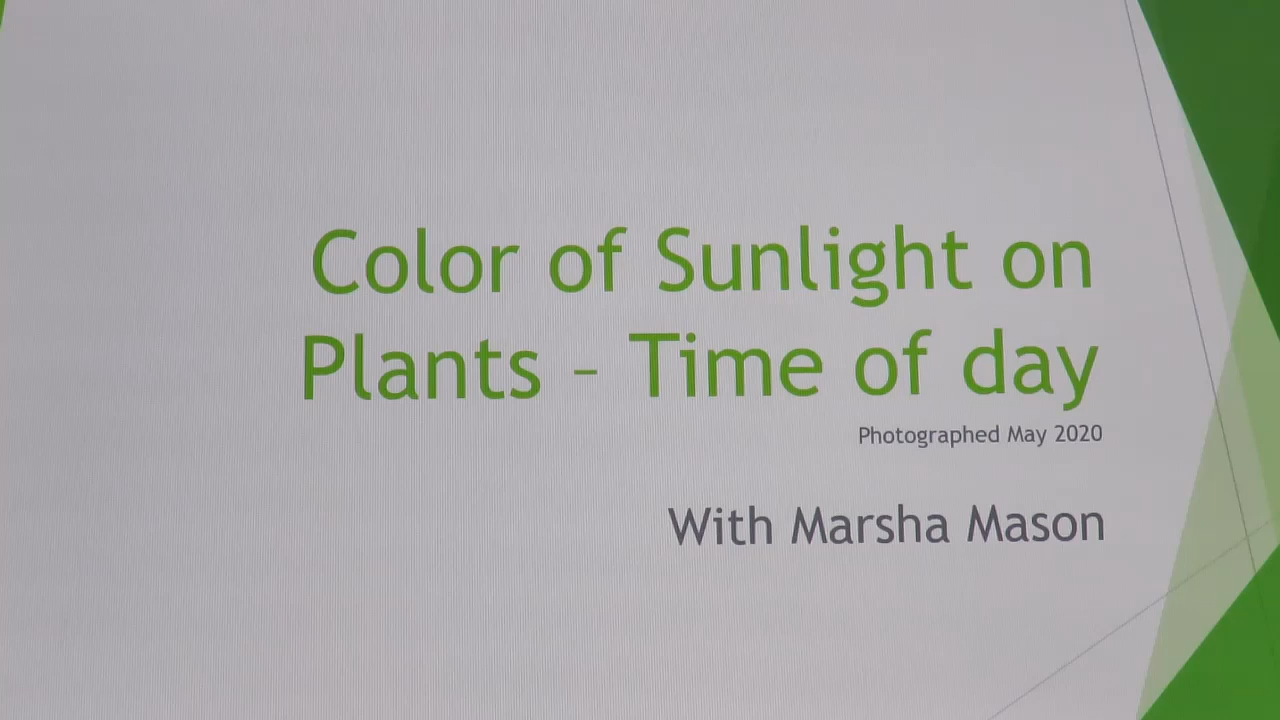 Color of Sunlight on
Plants – Time of day
Photographed May 2020
With Marsha Mason